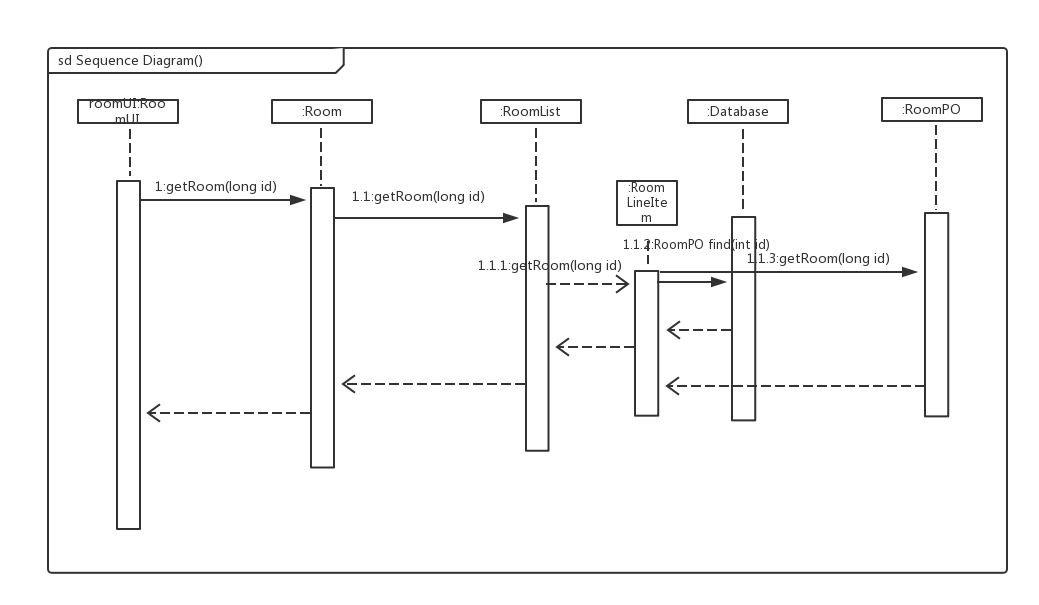 sd Sequence Diagram()
roomUI:Roo
mUI
:Room
:RoomList
:Database
:RoomPO
1:getRoom(long id)
1.1:getRoom(long id)
:Room
LineIte
m
1.1.2:RoomPO find(int id)
1.1.3:getRoom(long id)
1.1.1:getRoom(long id)